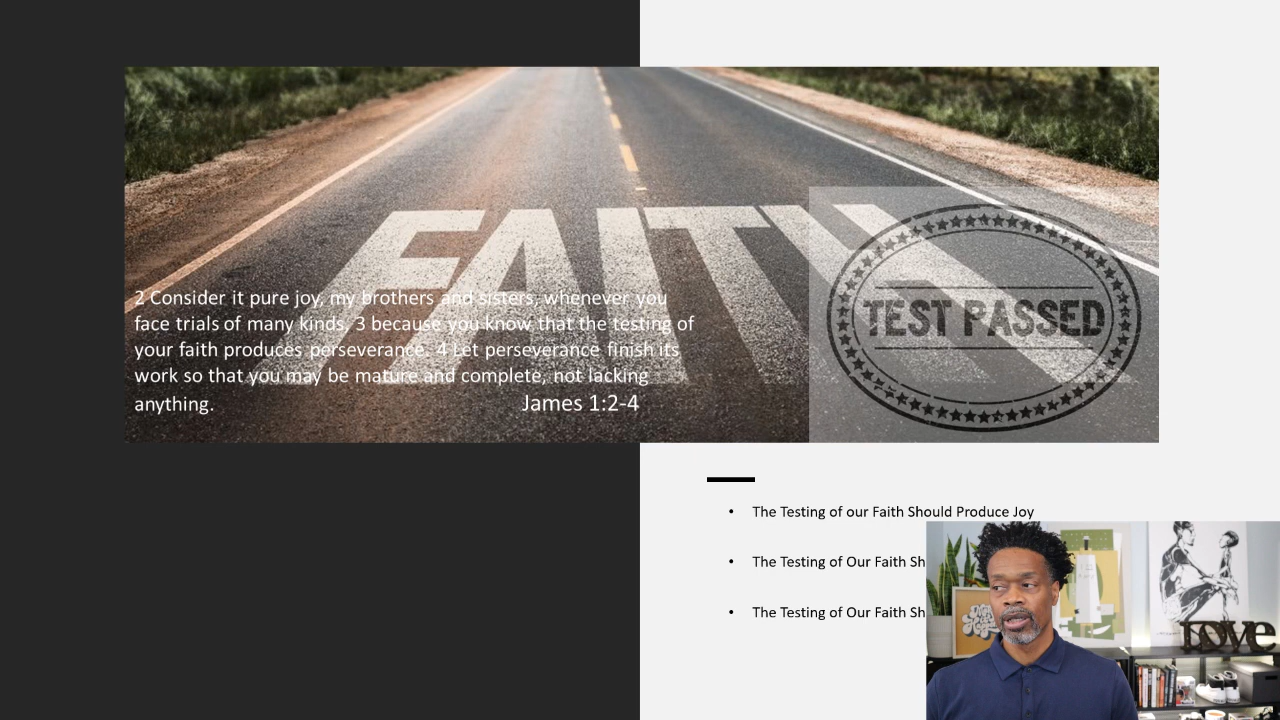 FAITH
2 Consider it pure joy, my brothers and sisters, whenever you
face trials of many kinds, 3 because you know that the testing of
your faith produces perseverance. 4 Let perseverance finish its
work so that you may be mature and complete, not lacking
anything. James 1:2-4
TEST PASSED
• The Testing of our Faith Should Produce Joy
• The Testing of Our Faith Sh
• The Testing of Our Faith Sh
love